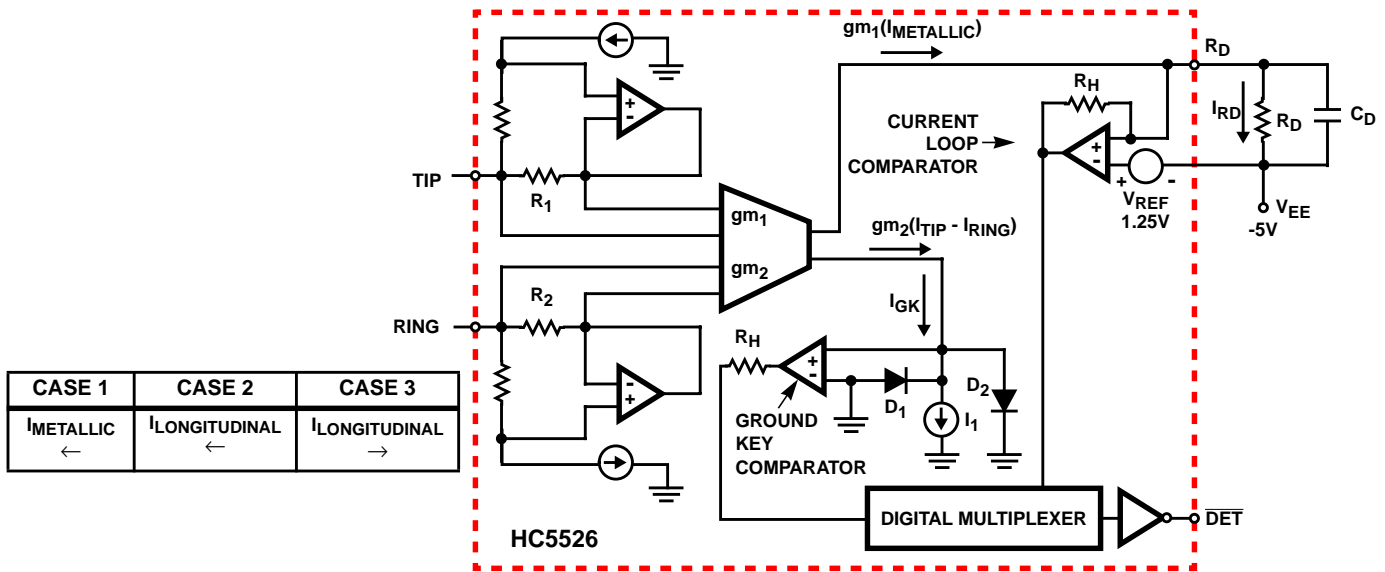 gm1(IMETALLIC)
RD
RH
IRD
RD
CD
CURRENT
LOOP
COMPARATOR
+
-
+
-
VREF
1.25V
VEE
-5V
+
-
TIP
R1
gm1
gm2
gm2(ITIP - IRING)
IGK
RING
R2
-
+
RH
+
-
D1
I1
D2
GROUND
KEY
COMPARATOR
CASE 1 CASE 2 CASE 3
IMETALLIC ILONGITUDINAL ILONGITUDINAL
← ← →
DIGITAL MULTIPLEXER
DET
HC5526